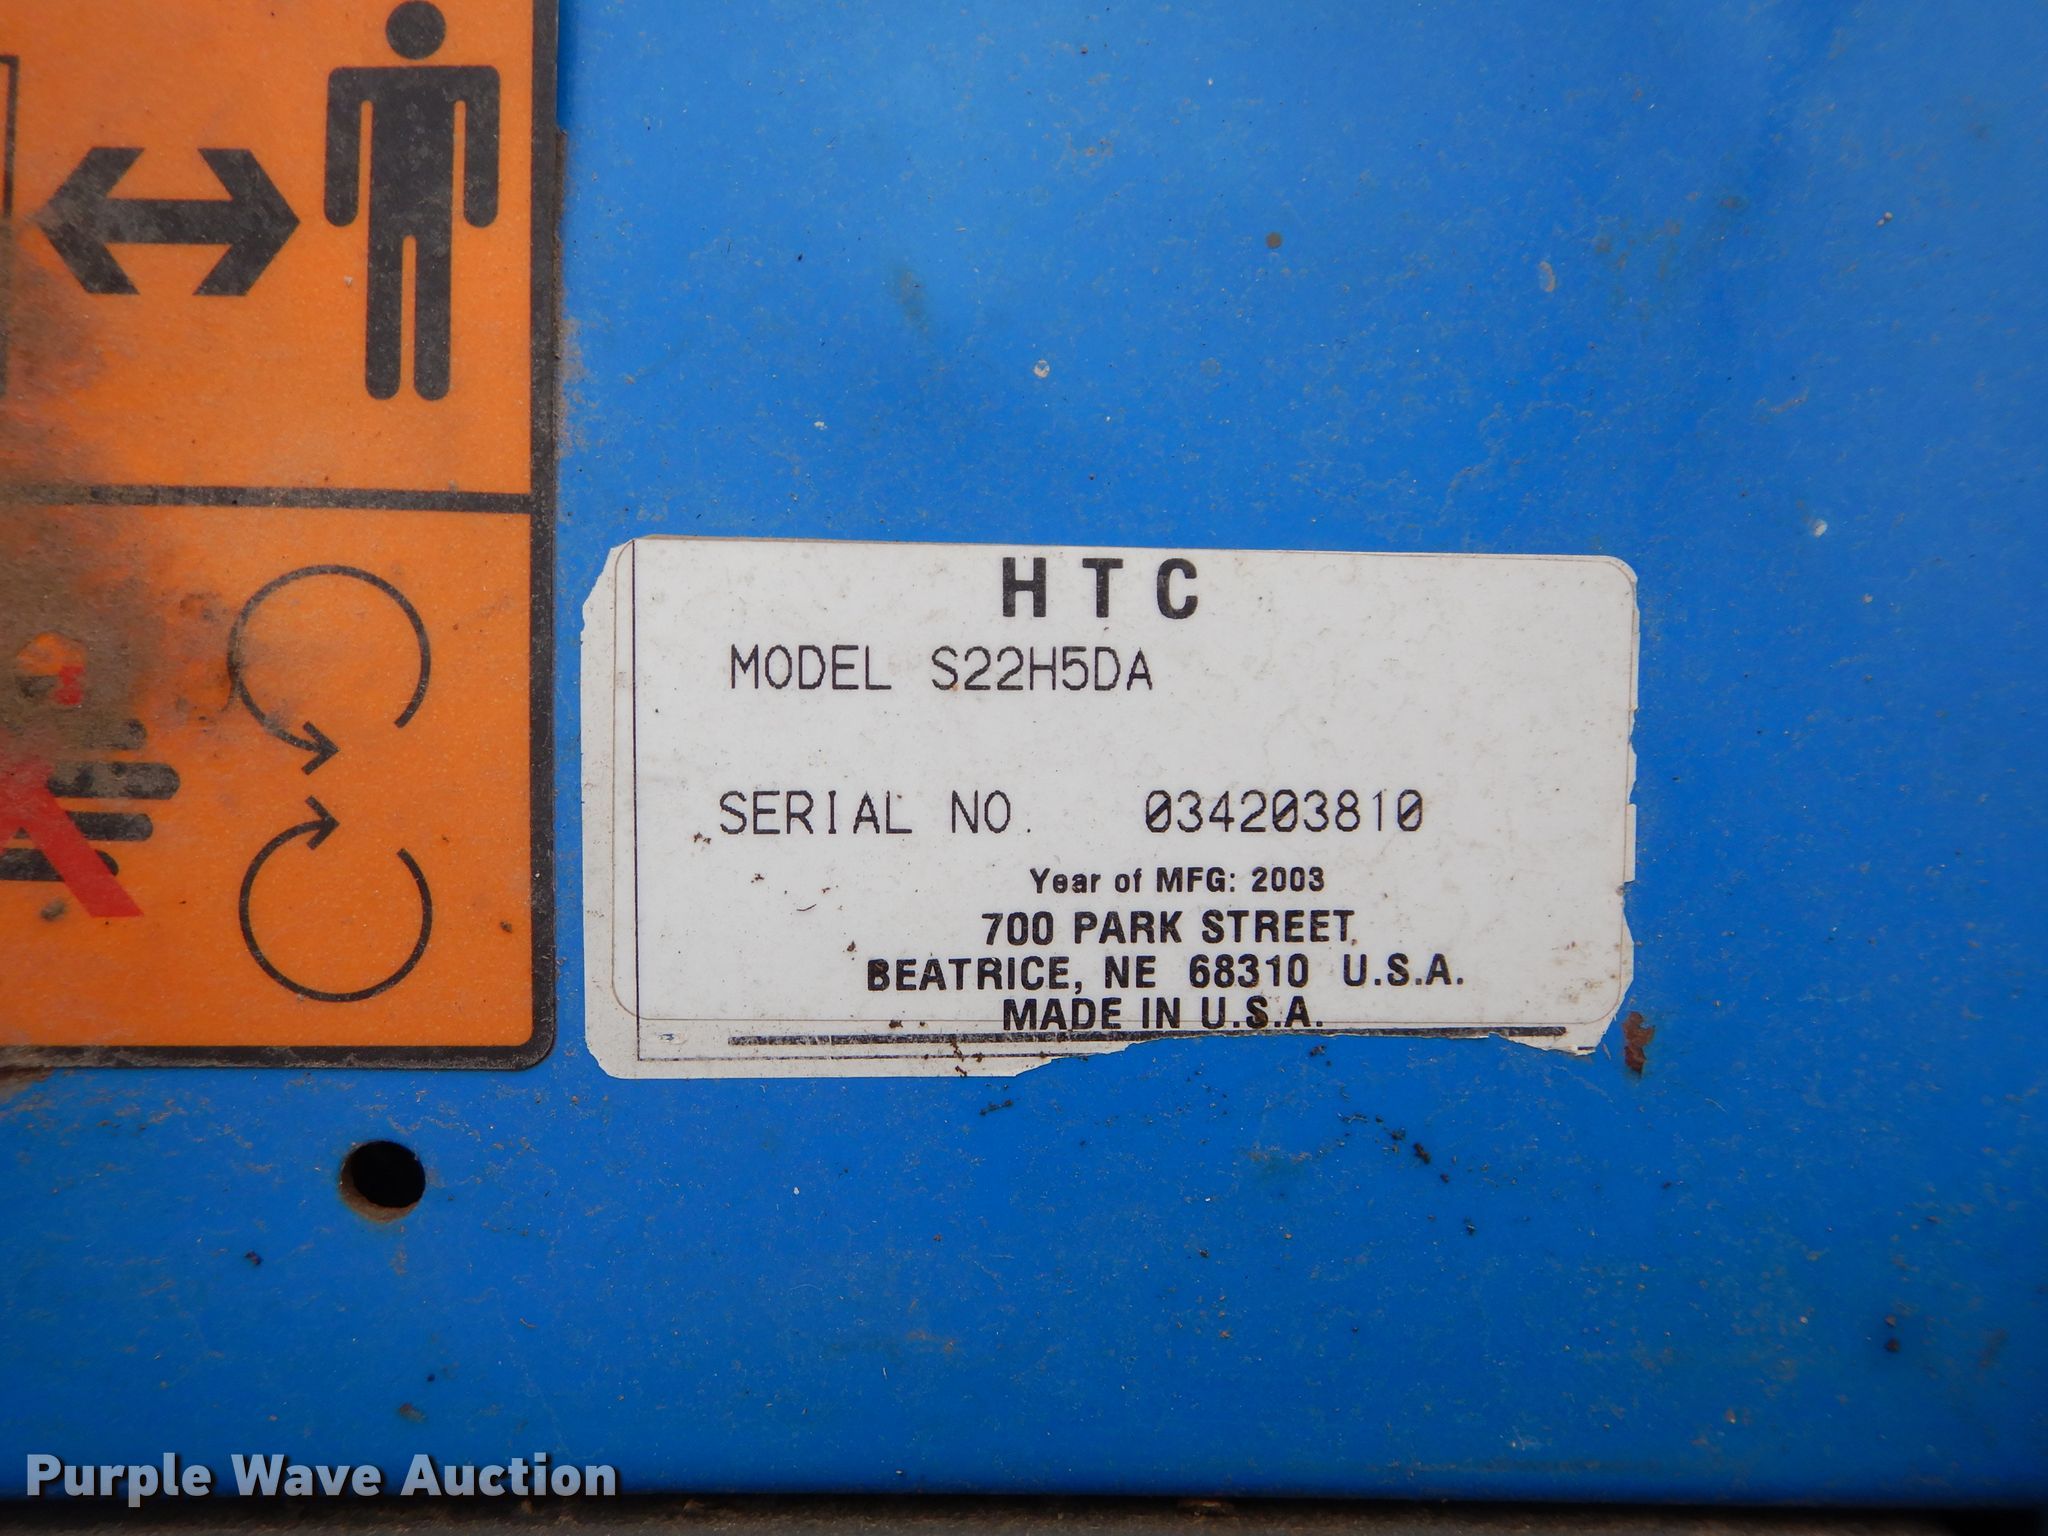 HTC
MODEL S22H5DA
SERIAL NO. 034203810
Year of MFG: 2003
700 PARK STREET
BEATRICE, NE 68310 U.S.A.
MADE IN U.S.A.
Purple Wave Auction